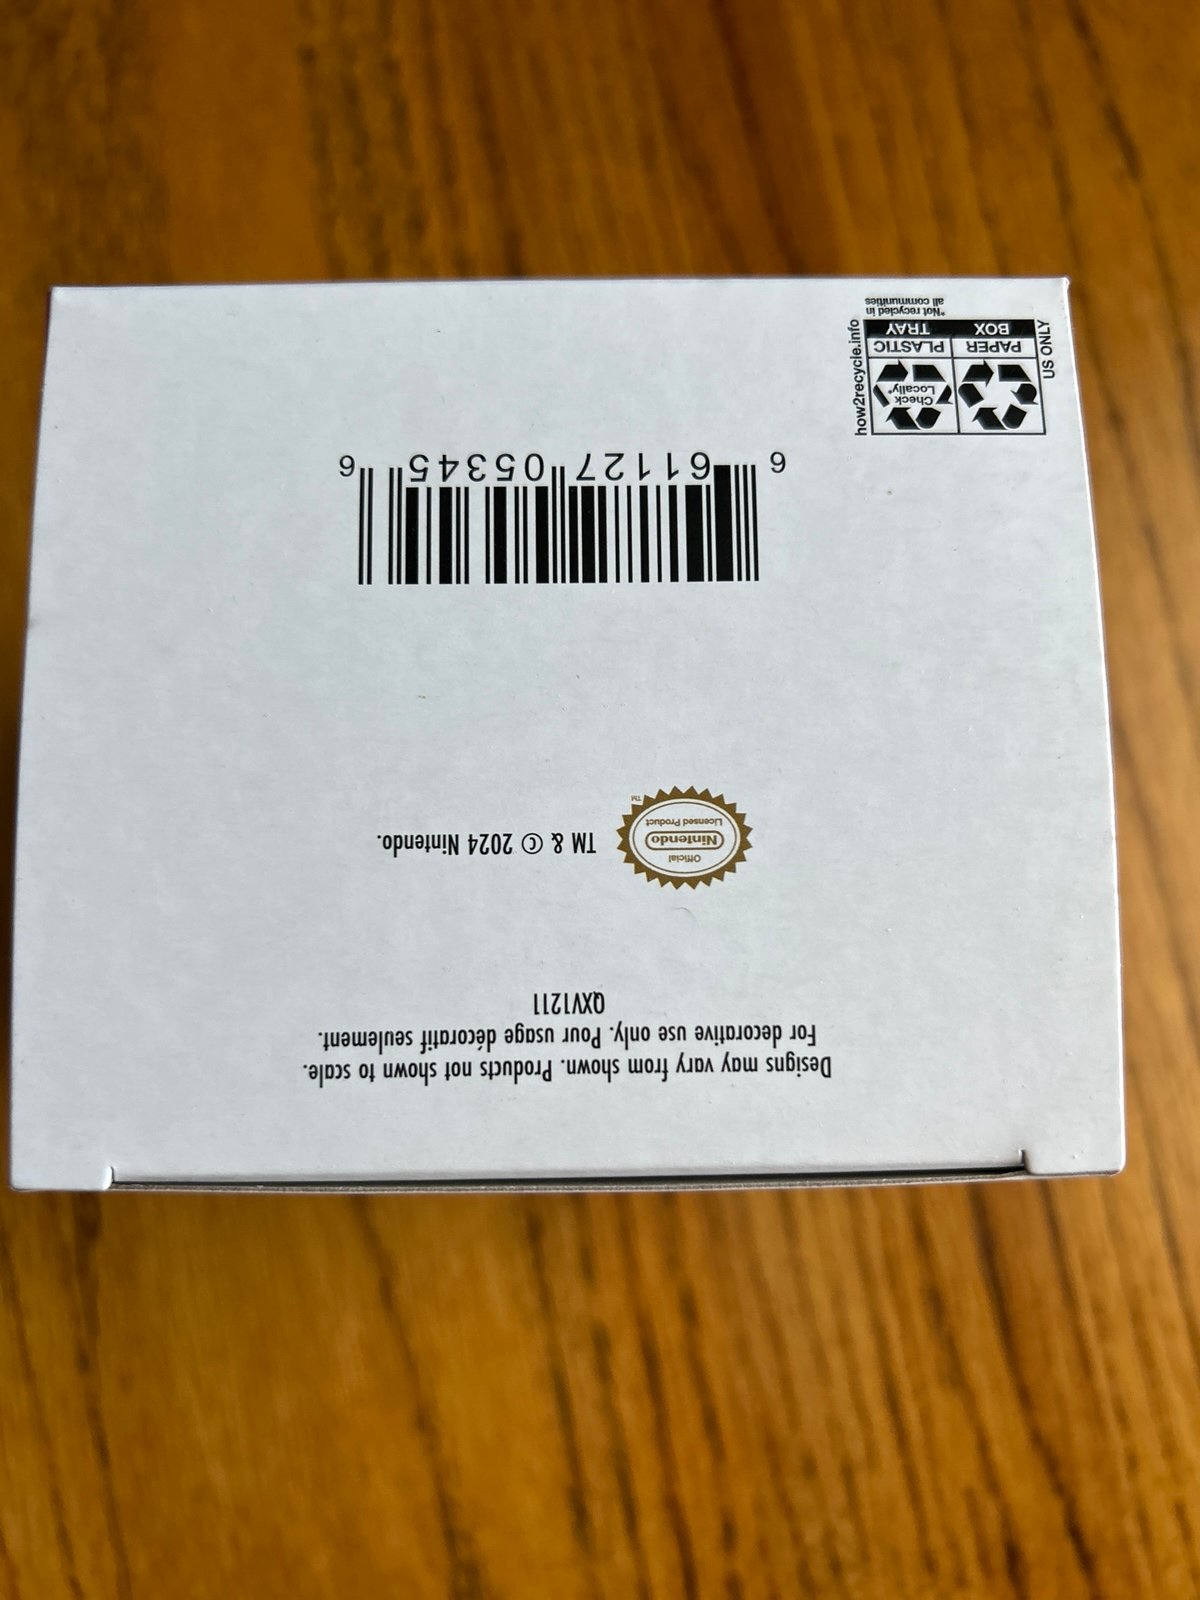 Designs may vary from shown. Products not shown to scale.
For decorative use only. Pour usage décoratif seulement.
QXV1211
Official
Nintendo
Licensed Product
TM
TM & © 2024 Nintendo.
6 61127 05345 6
US ONLY
PAPER
BOX
Check
Locally*
PLASTIC
TRAY
*Not recycled in
all communities
how2recycle.info